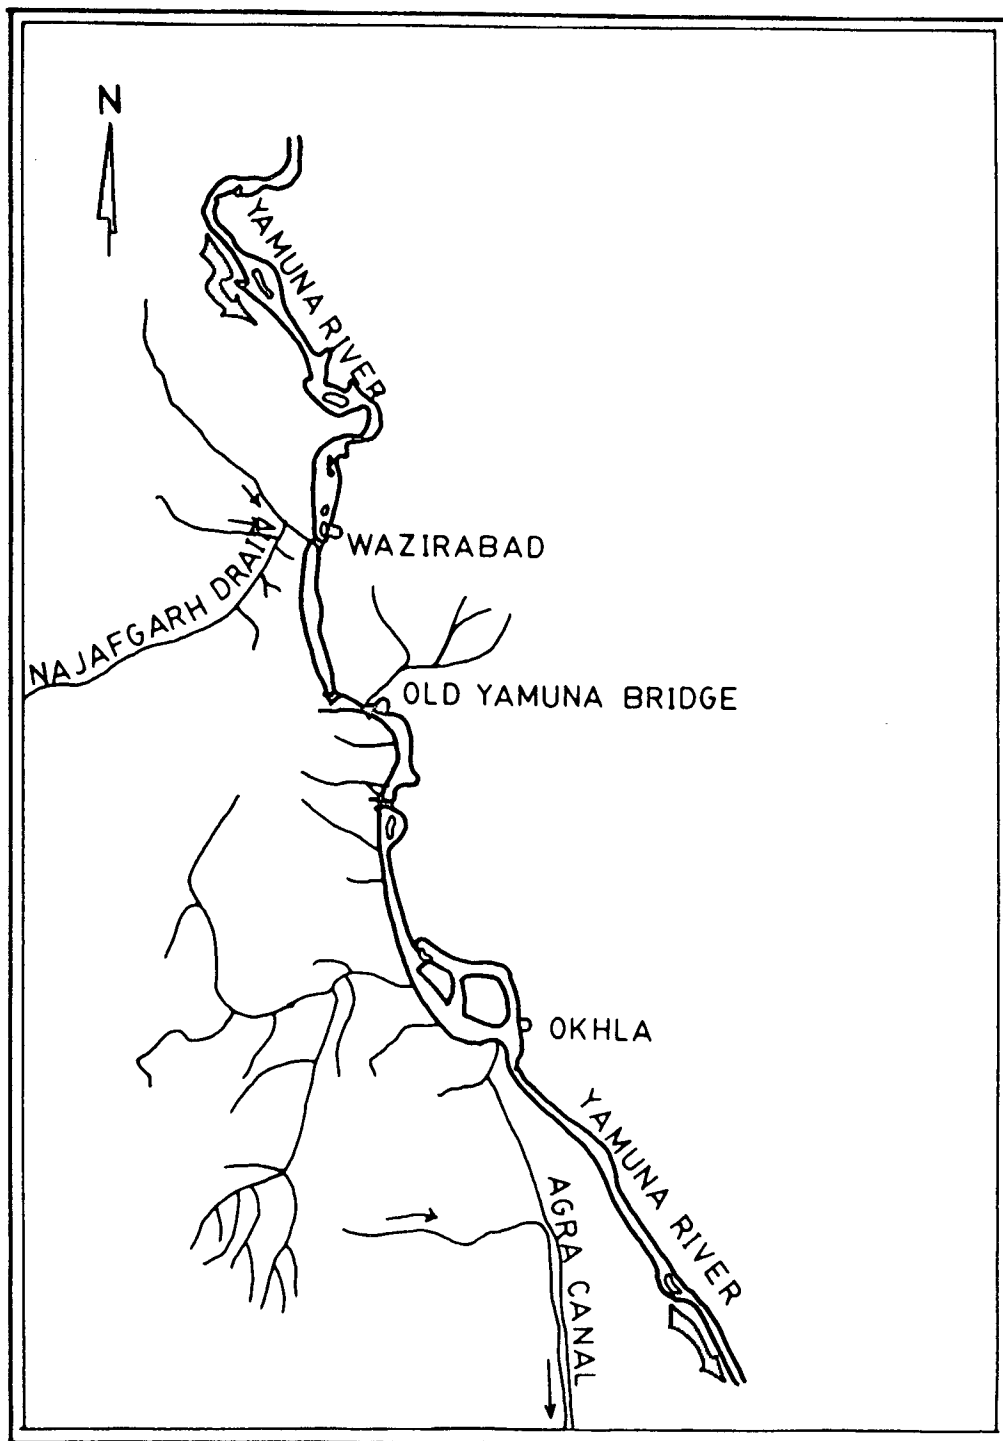 N
YAMUNA RIVER
WAZIRABAD
NAJAFGARH DRAIN
OLD YAMUNA BRIDGE
OKHLA
YAMUNA RIVER
AGRA CANAL